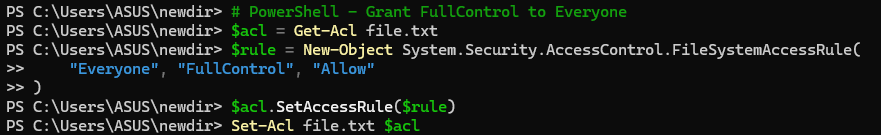 PS C:\Users\ASUS\newdir> # PowerShell - Grant FullControl to Everyone
PS C:\Users\ASUS\newdir> $acl = Get-Acl file.txt
PS C:\Users\ASUS\newdir> $rule = New-Object System.Security.AccessControl.FileSystemAccessRule(
>>     "Everyone", "FullControl", "Allow"
>> )
PS C:\Users\ASUS\newdir> $acl.SetAccessRule($rule)
PS C:\Users\ASUS\newdir> Set-Acl file.txt $acl